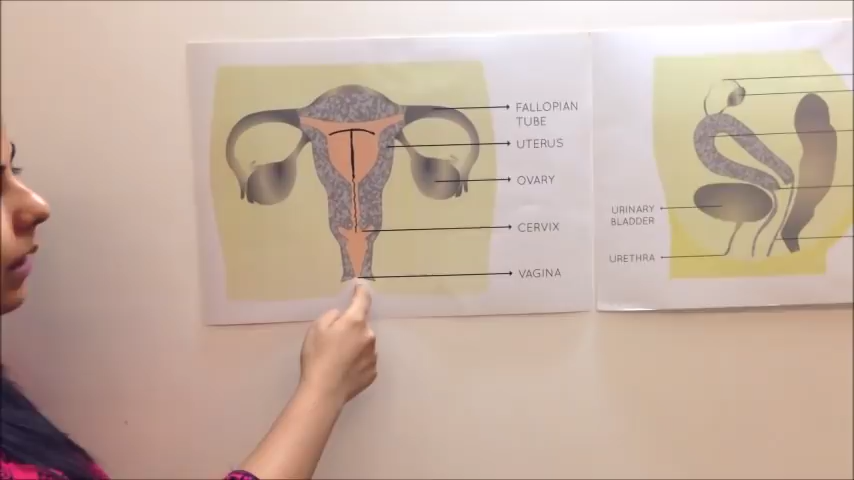 FALLOPIAN
TUBE
UTERUS
OVARY
CERVIX
VAGINA
URINARY
BLADDER
URETHRA